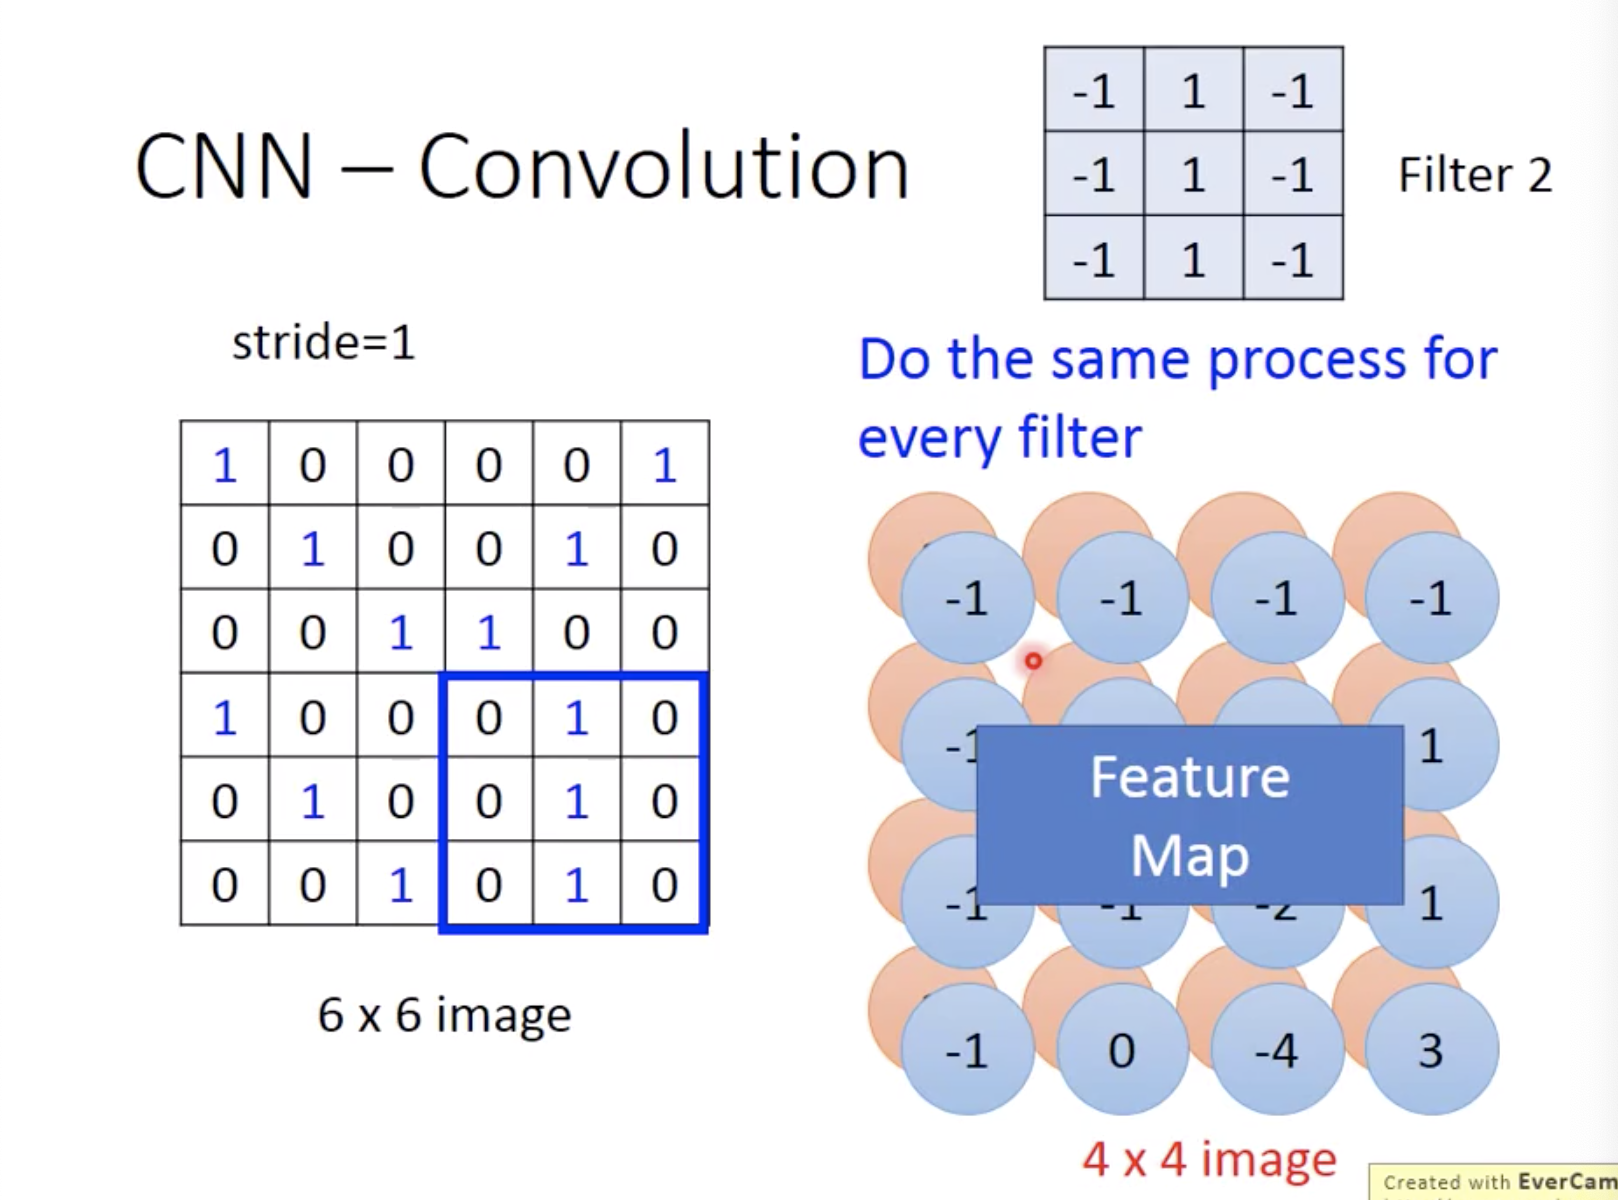 -1 1 -1
CNN – Convolution
-1 1 -1
Filter 2
-1 1 -1
stride=1
Do the same process for
every filter
1 0 0 0 0 1
0 1 0 0 1 0
0 0 1 1 0 0
1 0 0 0 1 0
0 1 0 0 1 0
0 0 1 0 1 0
6 x 6 image
-1 -1 -1 -1
-1 1
Feature
Map
-1 -1 -2 1
-1 0 -4 3
4 x 4 image
Created with EverCam